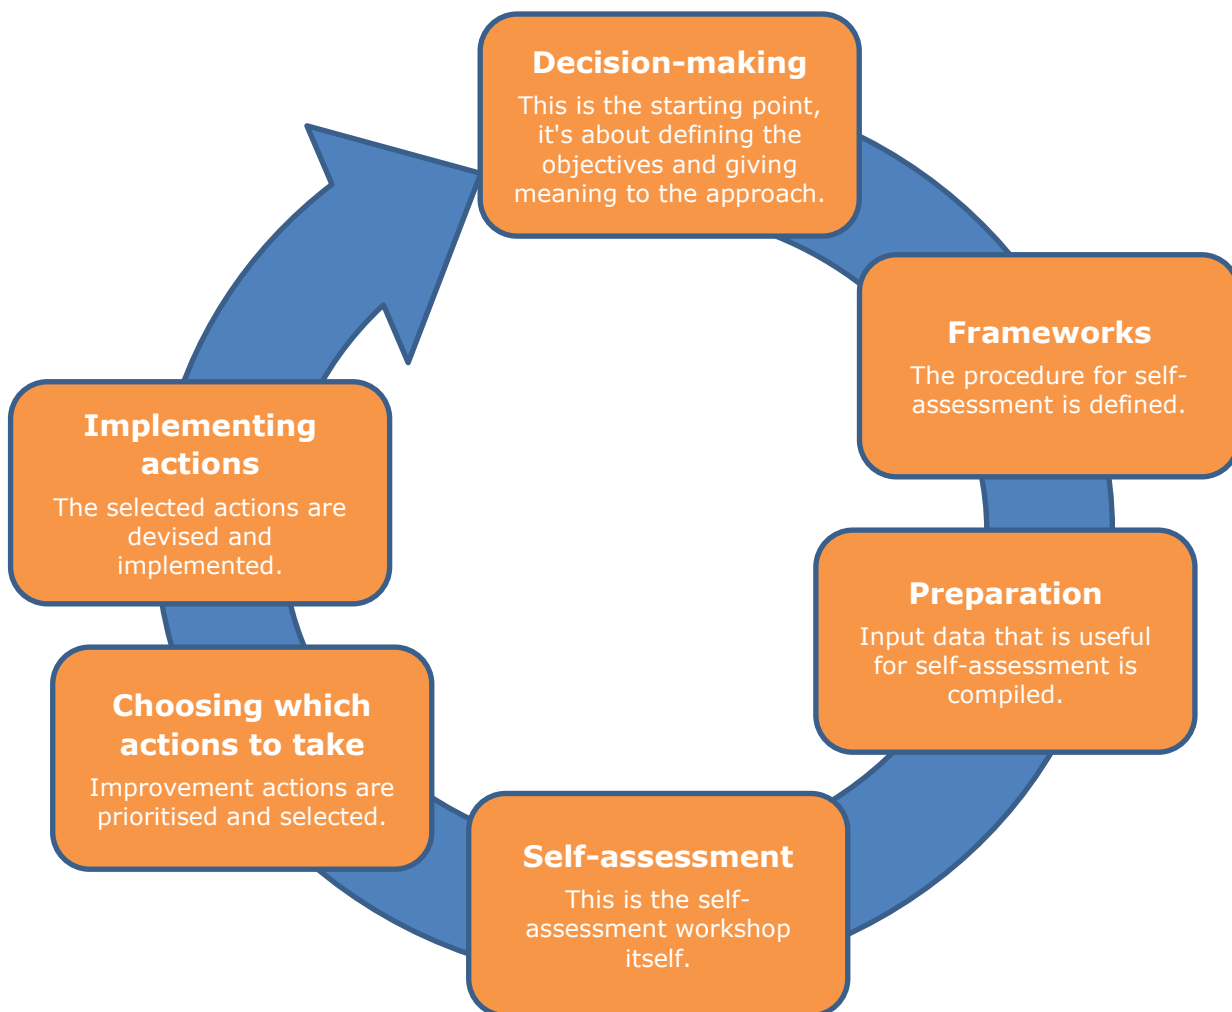 Decision-making
This is the starting point,
it's about defining the
objectives and giving
meaning to the approach.
Frameworks
The procedure for self-
assessment is defined.
Preparation
Input data that is useful
for self-assessment is
compiled.
Self-assessment
This is the self-
assessment workshop
itself.
Choosing which
actions to take
Improvement actions are
prioritised and selected.
Implementing
actions
The selected actions are
devised and
implemented.